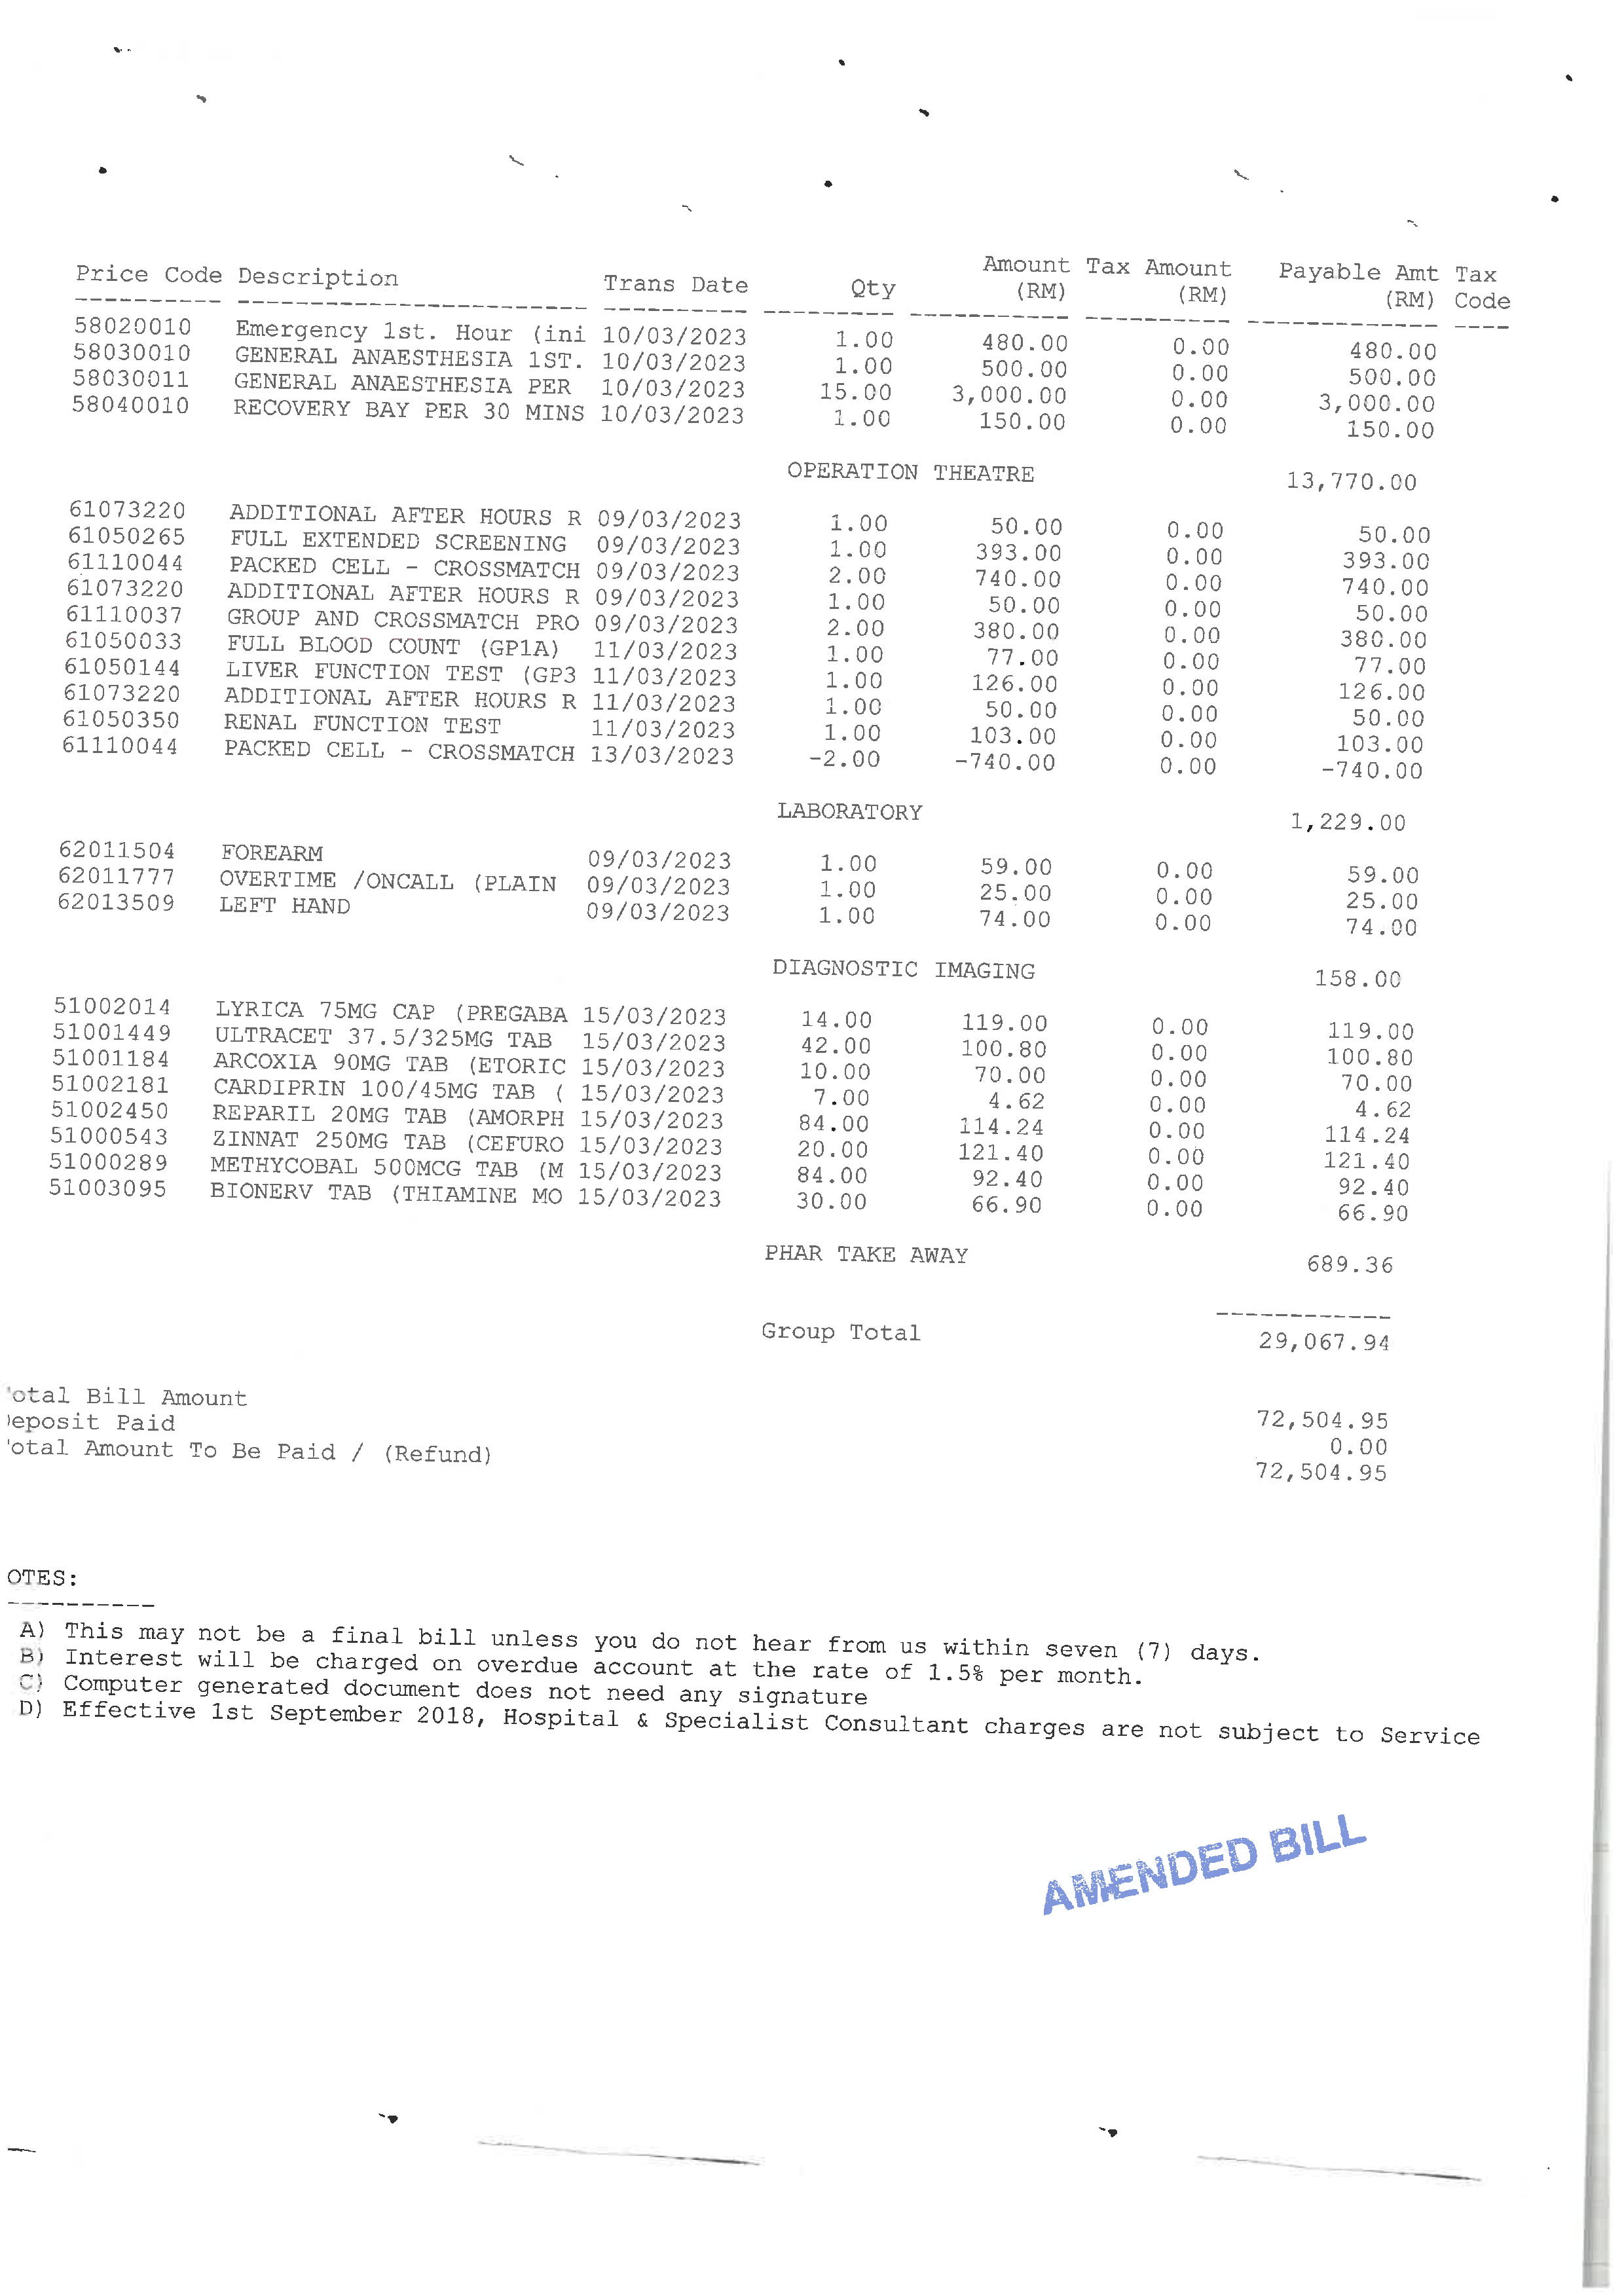 Price Code Description Trans Date Qty Amount (RM) Tax Amount (RM) Payable Amt (RM) Tax Code
58020010 Emergency 1st. Hour (ini 10/03/2023 1.00 480.00 0.00 480.00
58030010 GENERAL ANAESTHESIA 1ST. 10/03/2023 1.00 500.00 0.00 500.00
58030011 GENERAL ANAESTHESIA PER 10/03/2023 15.00 3,000.00 0.00 3,000.00
58040010 RECOVERY BAY PER 30 MINS 10/03/2023 1.00 150.00 0.00 150.00
OPERATION THEATRE 13,770.00
61073220 ADDITIONAL AFTER HOURS R 09/03/2023 1.00 50.00 0.00 50.00
61050265 FULL EXTENDED SCREENING 09/03/2023 1.00 393.00 0.00 393.00
61110044 PACKED CELL - CROSSMATCH 09/03/2023 2.00 740.00 0.00 740.00
61073220 ADDITIONAL AFTER HOURS R 09/03/2023 1.00 50.00 0.00 50.00
61110037 GROUP AND CROSSMATCH PRO 09/03/2023 2.00 380.00 0.00 380.00
61050033 FULL BLOOD COUNT (GP1A) 11/03/2023 1.00 77.00 0.00 77.00
61050144 LIVER FUNCTION TEST (GP3 11/03/2023 1.00 126.00 0.00 126.00
61073220 ADDITIONAL AFTER HOURS R 11/03/2023 1.00 50.00 0.00 50.00
61050350 RENAL FUNCTION TEST 11/03/2023 1.00 103.00 0.00 103.00
61110044 PACKED CELL - CROSSMATCH 13/03/2023 -2.00 -740.00 0.00 -740.00
LABORATORY 1,229.00
62011504 FOREARM 09/03/2023 1.00 59.00 0.00 59.00
62011777 OVERTIME /ONCALL (PLAIN 09/03/2023 1.00 25.00 0.00 25.00
62013509 LEFT HAND 09/03/2023 1.00 74.00 0.00 74.00
DIAGNOSTIC IMAGING 158.00
51002014 LYRICA 75MG CAP (PREGABA 15/03/2023 14.00 119.00 0.00 119.00
51001449 ULTRACET 37.5/325MG TAB 15/03/2023 42.00 100.80 0.00 100.80
51001184 ARCOXIA 90MG TAB (ETORIC 15/03/2023 10.00 70.00 0.00 70.00
51002181 CARDIPRIN 100/45MG TAB ( 15/03/2023 7.00 4.62 0.00 4.62
51002450 REPARIL 20MG TAB (AMORPH 15/03/2023 84.00 114.24 0.00 114.24
51000543 ZINNAT 250MG TAB (CEFURO 15/03/2023 20.00 121.40 0.00 121.40
51000289 METHYCOBAL 500MCG TAB (M 15/03/2023 84.00 92.40 0.00 92.40
51003095 BIONERV TAB (THIAMINE MO 15/03/2023 30.00 66.90 0.00 66.90
PHAR TAKE AWAY 689.36
Group Total 29,067.94
otal Bill Amount 72,504.95
eposit Paid 0.00
otal Amount To Be Paid / (Refund) 72,504.95
OTES:
A) This may not be a final bill unless you do not hear from us within seven (7) days.
B) Interest will be charged on overdue account at the rate of 1.5% per month.
C) Computer generated document does not need any signature
D) Effective 1st September 2018, Hospital & Specialist Consultant charges are not subject to Service
AMENDED BILL